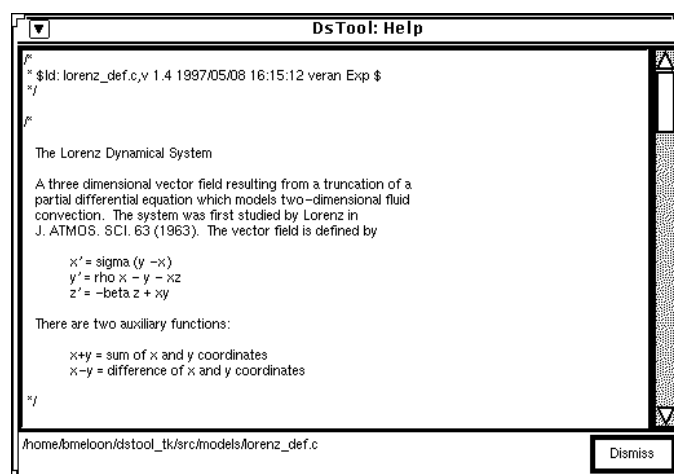 DsTool: Help
/*
* $Id: lorenz_def.c,v 1.4 1997/05/08 16:15:12 veran Exp $
*/
/*
The Lorenz Dynamical System
A three dimensional vector field resulting from a truncation of a
partial differential equation which models two-dimensional fluid
convection. The system was first studied by Lorenz in
J. ATMOS. SCI. 63 (1963). The vector field is defined by
x' = sigma (y -x)
y' = rho x - y - xz
z' = -beta z + xy
There are two auxiliary functions:
x+y = sum of x and y coordinates
x-y = difference of x and y coordinates
*/
/home/bmeloon/dstool_tk/src/models/lorenz_def.c
Dismiss